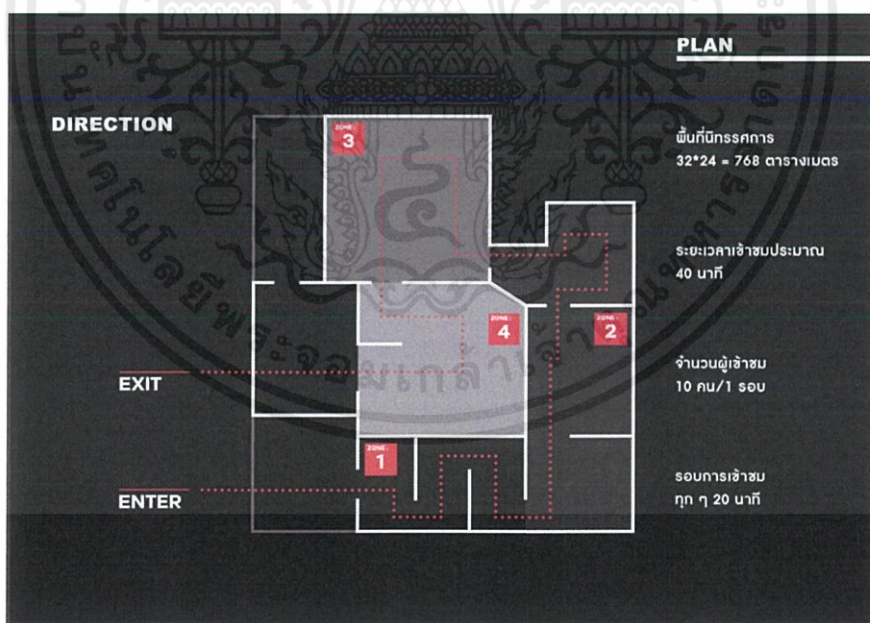 PLAN
DIRECTION
พื้นที่นิทรรศการ
32*24 = 768 ตารางเมตร
ระยะเวลาเข้าชมประมาณ
40 นาที
จำนวนผู้เข้าชม
10 คน/1 รอบ
รอบการเข้าชม
ทุก ๆ 20 นาที
ZONE :
3
ZONE :
4
ZONE :
2
ZONE :
1
EXIT
ENTER